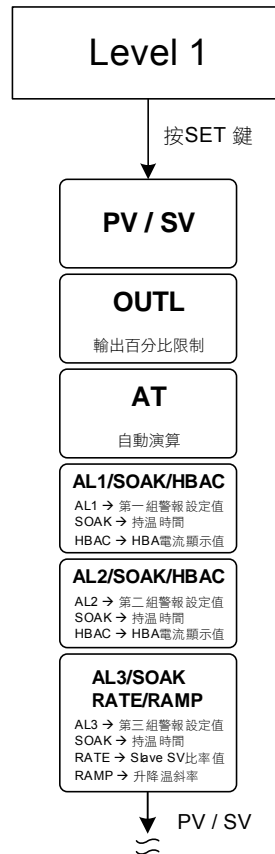 Level 1
按SET 鍵
PV / SV
OUTL
輸出百分比限制
AT
自動演算
AL1/SOAK/HBAC
AL1 → 第一組警報設定值
SOAK → 持温時間
HBAC → HBA電流顯示值
AL2/SOAK/HBAC
AL2 → 第二組警報設定值
SOAK → 持温時間
HBAC → HBA電流顯示值
AL3/SOAK
RATE/RAMP
AL3 → 第三組警報設定值
SOAK → 持温時間
RATE → Slave SV比率值
RAMP → 升降温斜率
PV / SV